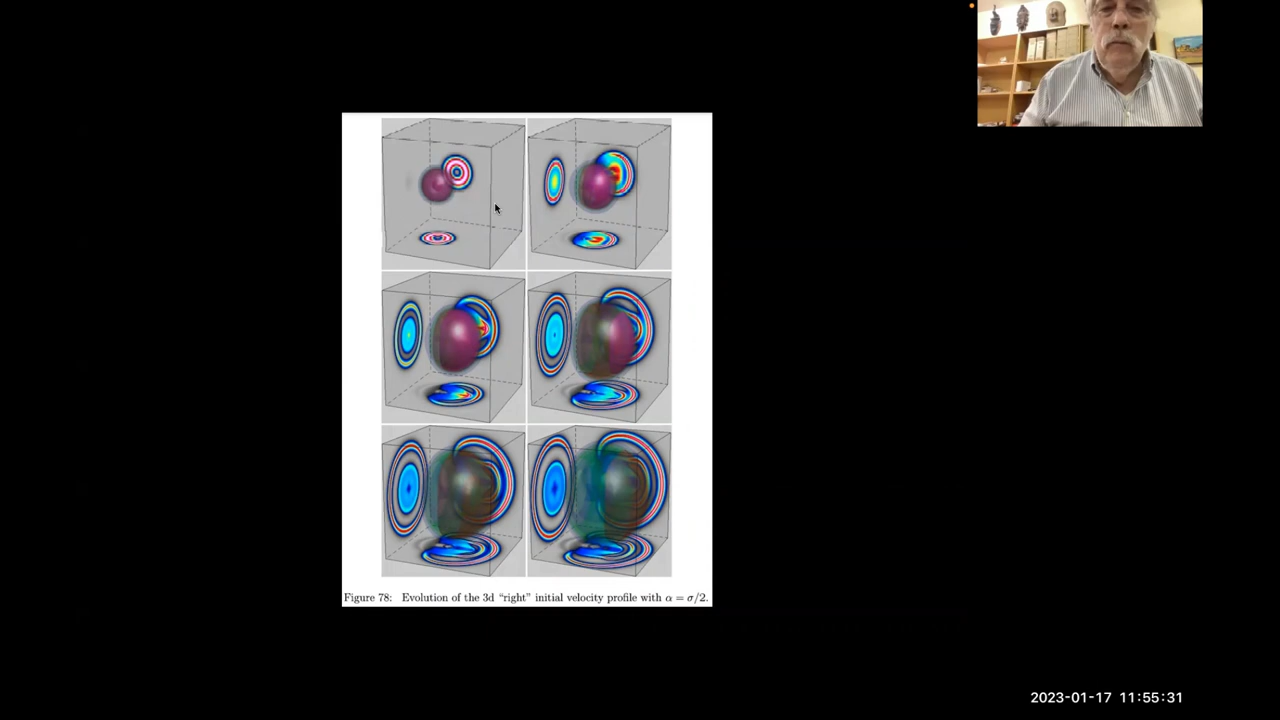 Figure 78: Evolution of the 3d “right” initial velocity profile with α = σ/2.
2023-01-17 11:55:31